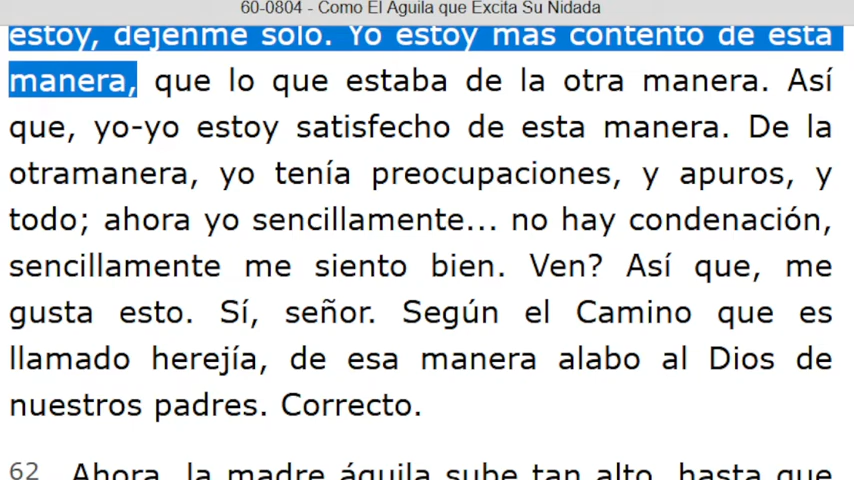 60-0804 - Como El Aguila que Excita Su Nidada
estoy, déjenme solo. Yo estoy más contento de esta
manera, que lo que estaba de la otra manera. Así
que, yo-yo estoy satisfecho de esta manera. De la
otramanera, yo tenía preocupaciones, y apuros, y
todo; ahora yo sencillamente... no hay condenación,
sencillamente me siento bien. Ven? Así que, me
gusta esto. Sí, señor. Según el Camino que es
llamado herejía, de esa manera alabo al Dios de
nuestros padres. Correcto.
62 Ahora, la madre águila sube tan alto, hasta que